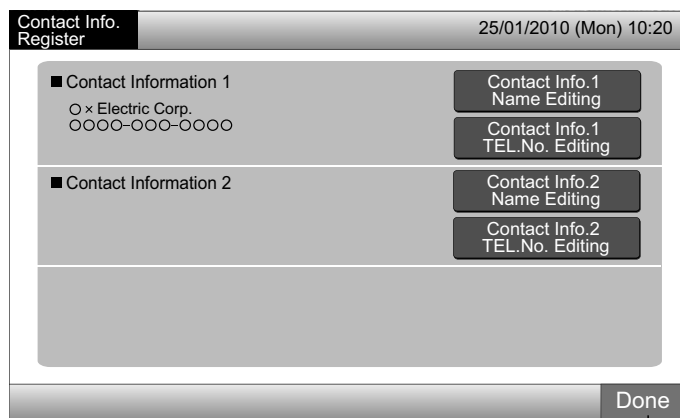 Contact Info.
Register
25/01/2010 (Mon) 10:20
■ Contact Information 1
○× Electric Corp.
○○○○-○○○-○○○○
Contact Info.1
Name Editing
Contact Info.1
TEL.No. Editing
■ Contact Information 2
Contact Info.2
Name Editing
Contact Info.2
TEL.No. Editing
Done